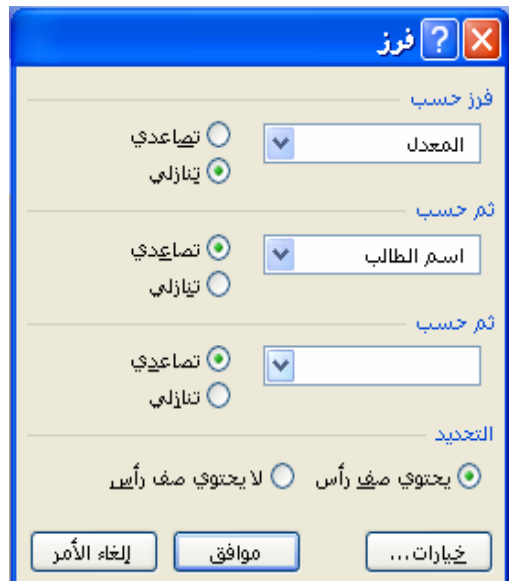 فرز
فرز حسب
المعدل
تصاعدي
تنازلي
ثم حسب
اسم الطالب
تصاعدي
تنازلي
ثم حسب
تصاعدي
تنازلي
التحديد
يحتوي صف رأس لا يحتوي صف رأس
خيارات... موافق إلغاء الأمر